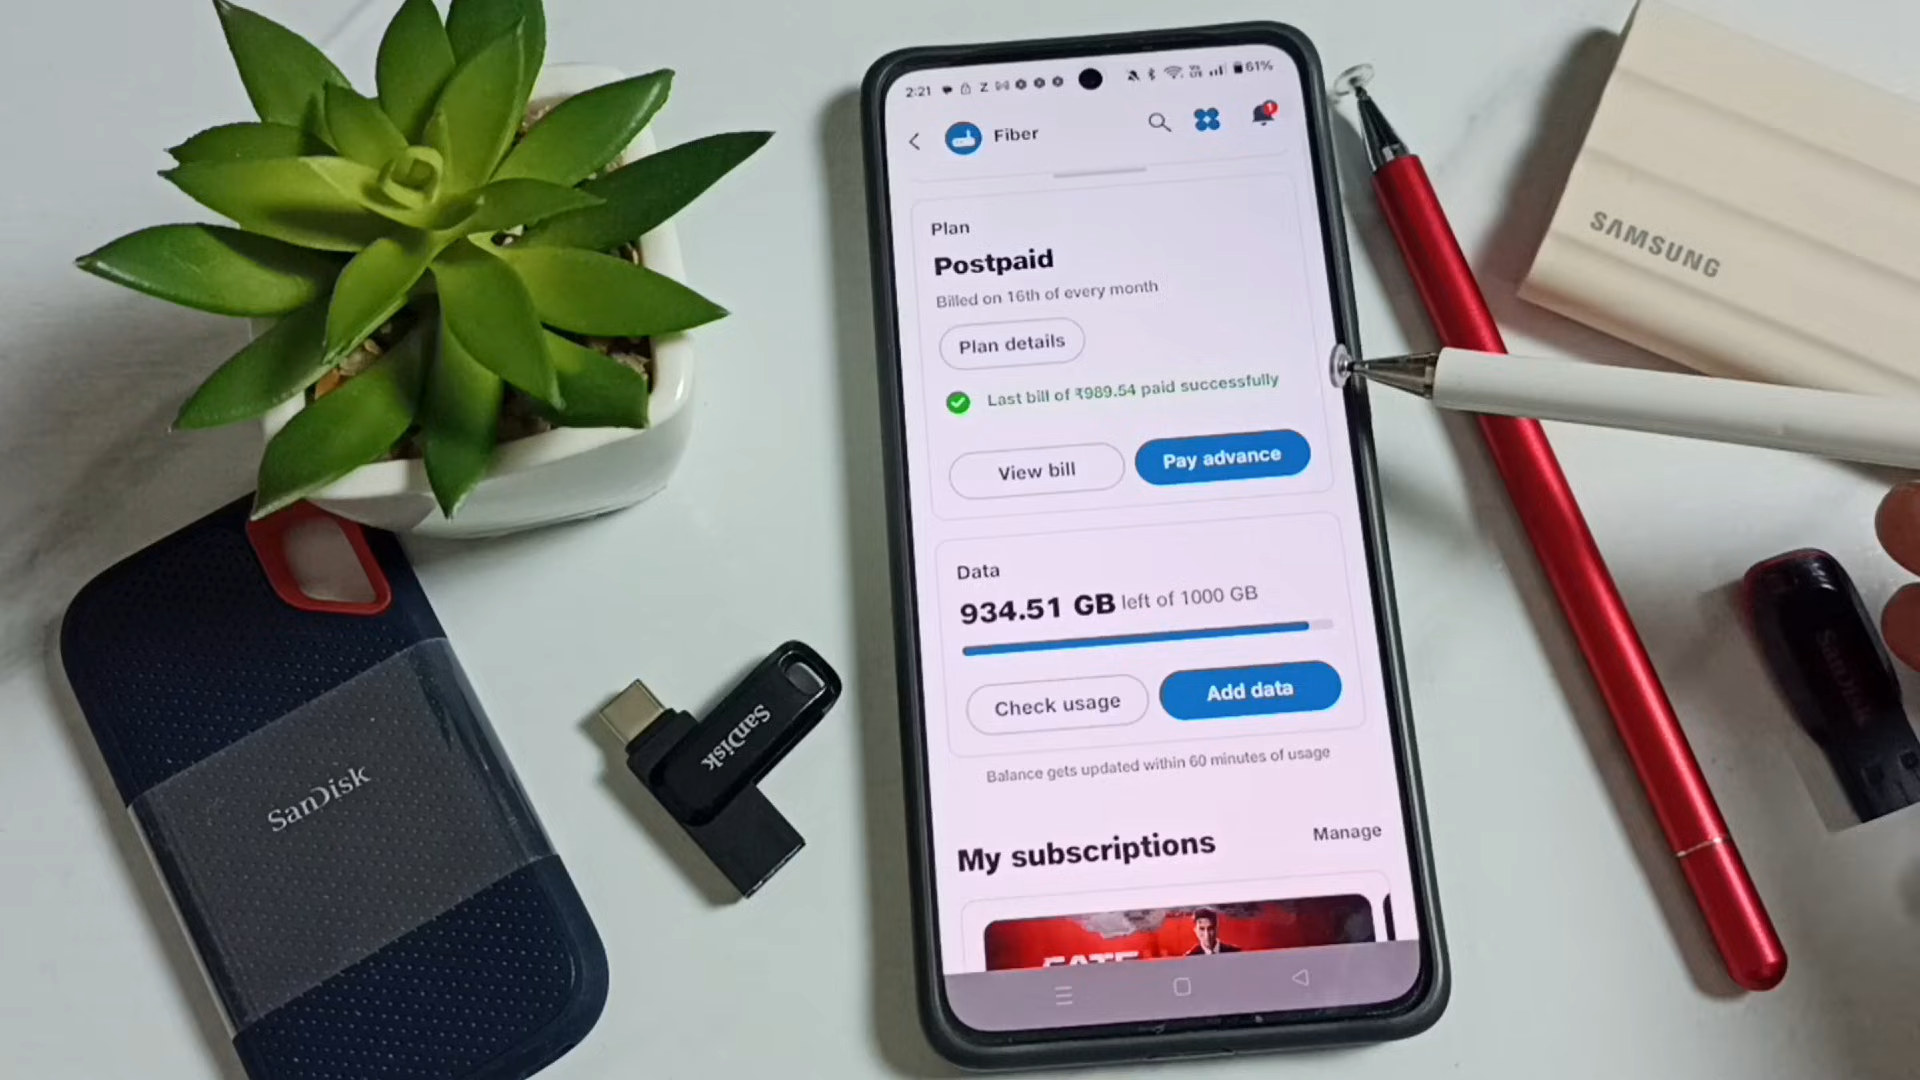 2:21
61%
Fiber
SAMSUNG
Plan
Postpaid
Billed on 16th of every month
Plan details
Last bill of ₹989.54 paid successfully
View bill
Pay advance
Data
934.51 GB left of 1000 GB
Check usage
Add data
Balance gets updated within 60 minutes of usage
My subscriptions
Manage
SanDisk
SanDisk
SanDisk